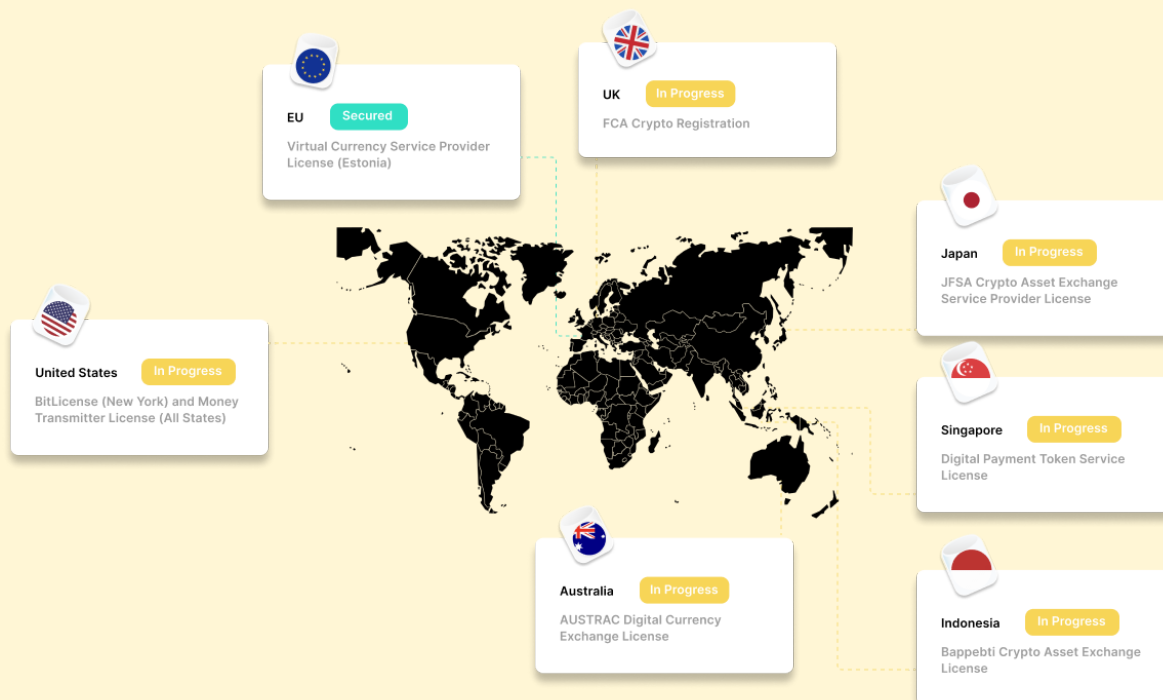 EU
Secured
Virtual Currency Service Provider
License (Estonia)
UK
In Progress
FCA Crypto Registration
Japan
In Progress
JFSA Crypto Asset Exchange
Service Provider License
United States
In Progress
BitLicense (New York) and Money
Transmitter License (All States)
Singapore
In Progress
Digital Payment Token Service
License
Australia
In Progress
AUSTRAC Digital Currency
Exchange License
Indonesia
In Progress
Bappebti Crypto Asset Exchange
License